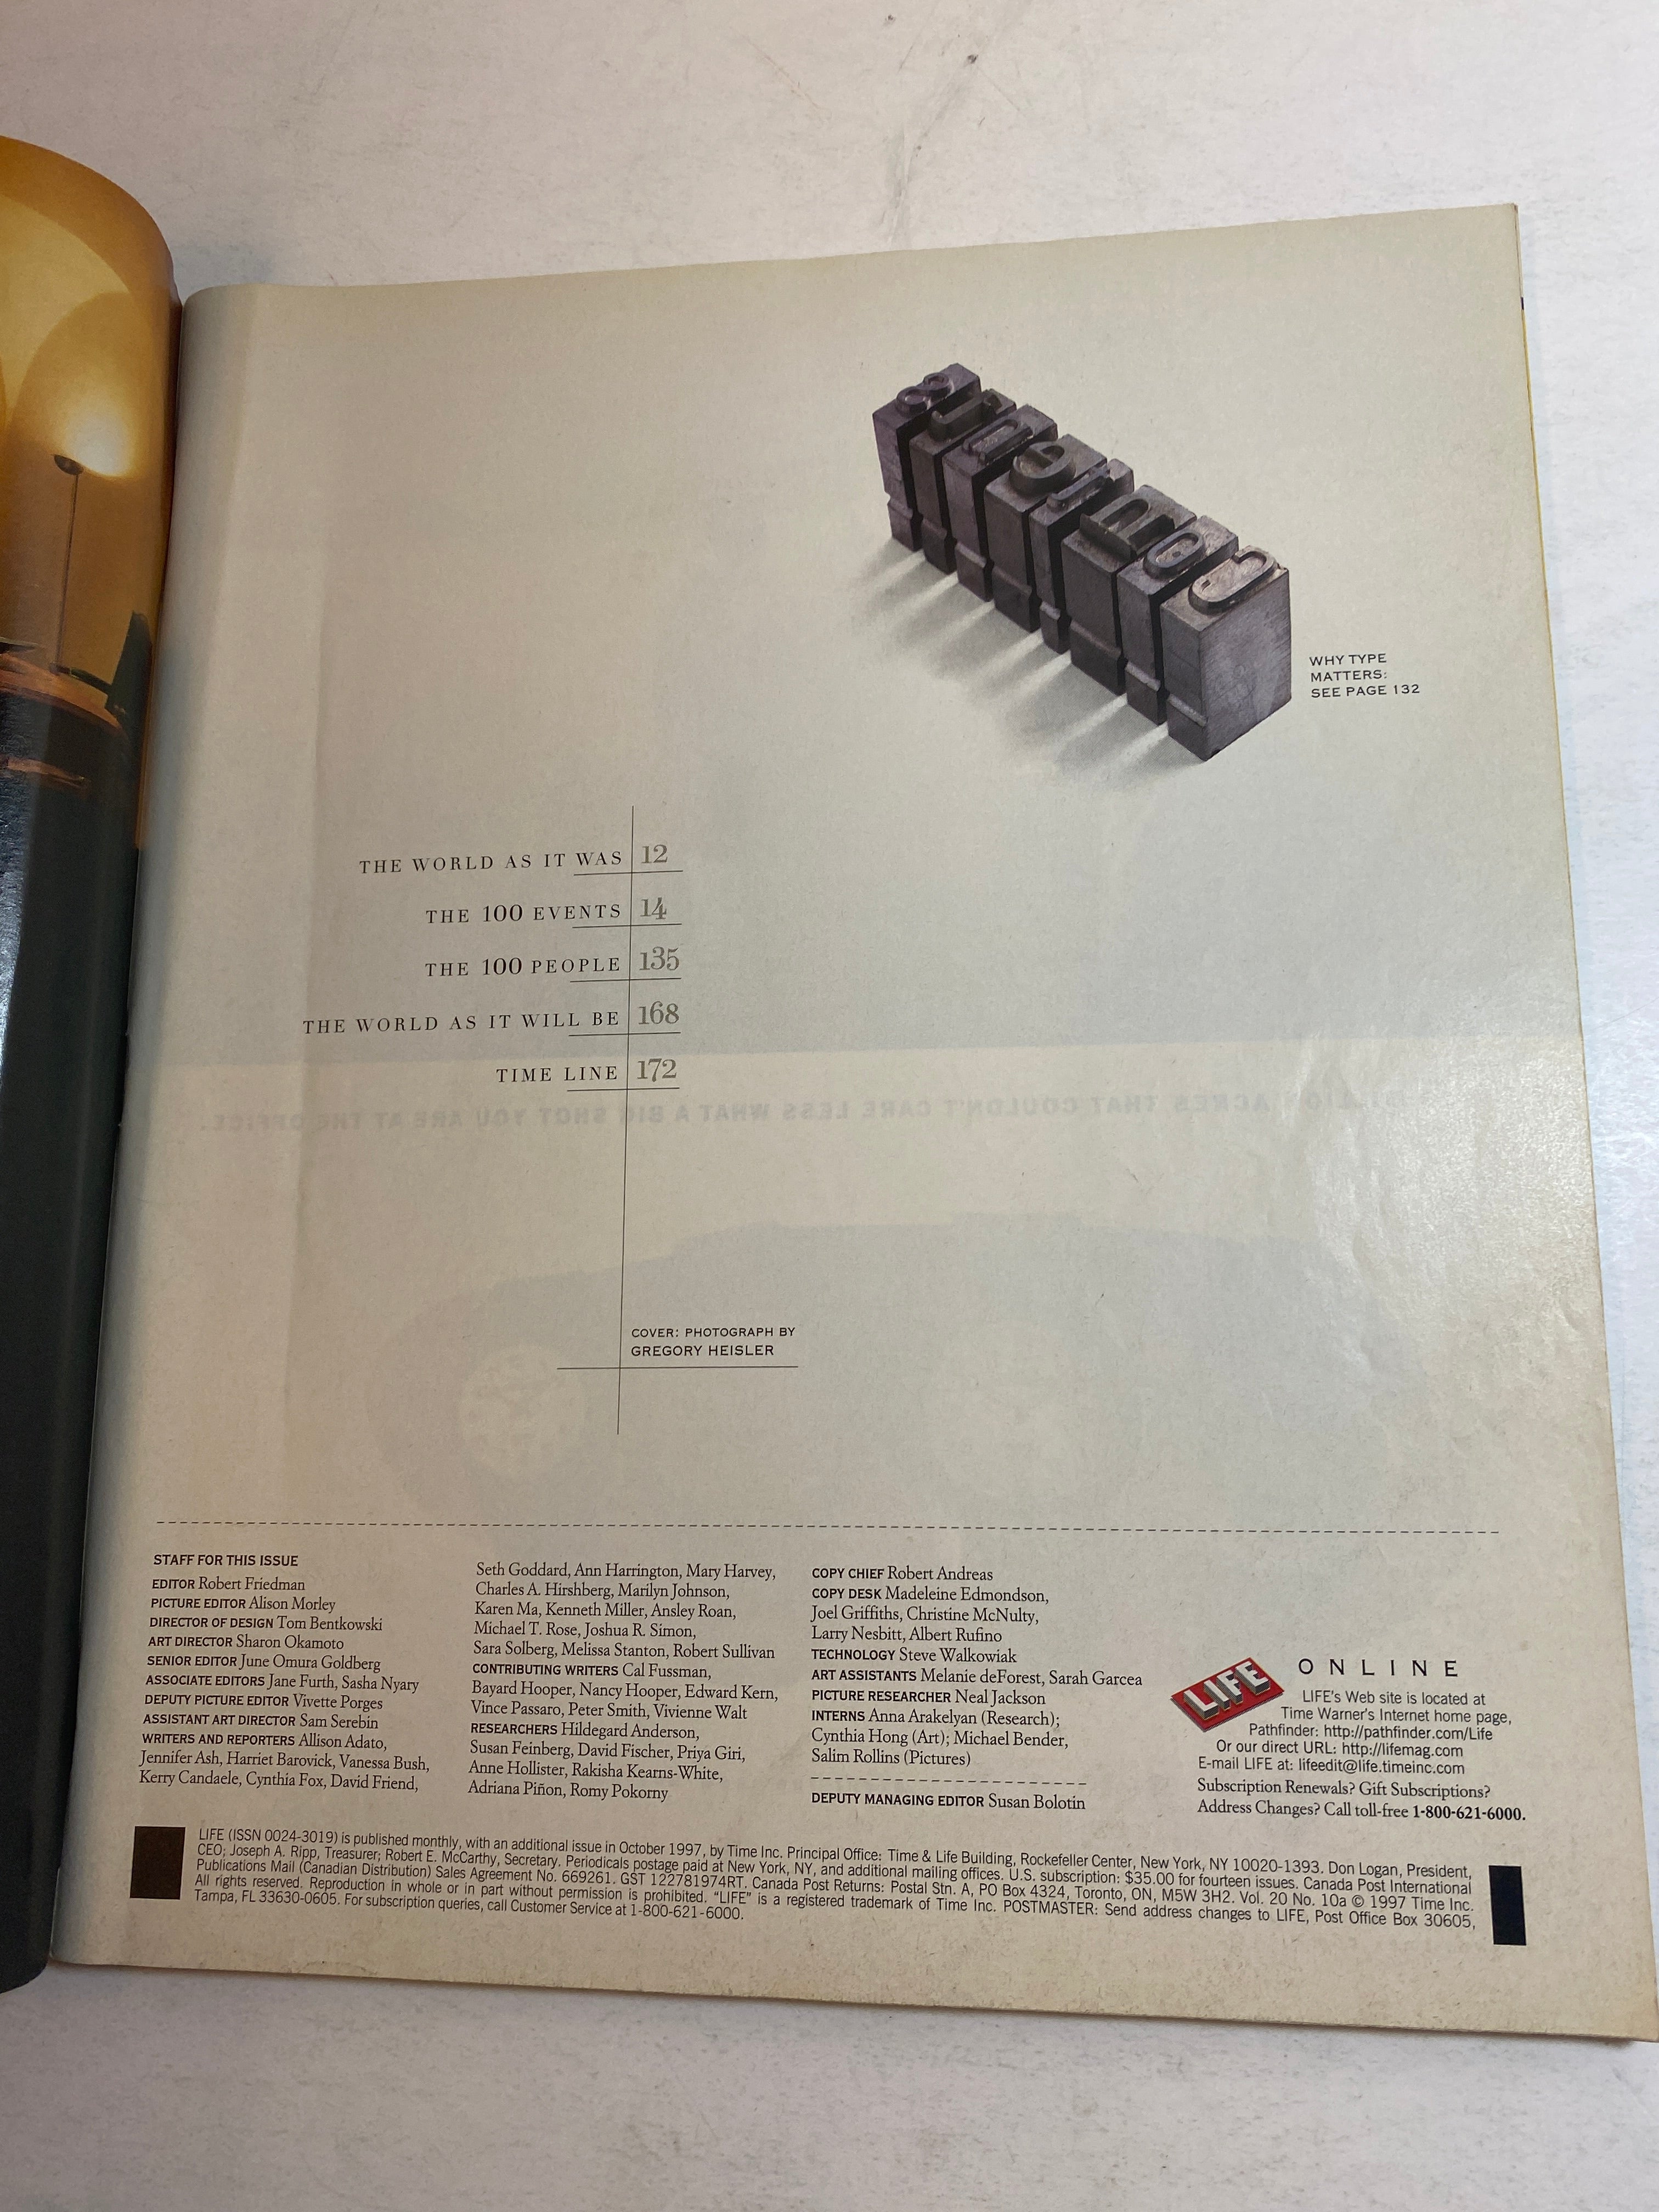 Contents
WHY TYPE
MATTERS:
SEE PAGE 132
THE WORLD AS IT WAS 12
THE 100 EVENTS 14
THE 100 PEOPLE 135
THE WORLD AS IT WILL BE 168
TIME LINE 172
ACRES THAT COULDN'T CARE LESS WHAT A BIG SHOT YOU ARE AT THE OFFICE.
COVER: PHOTOGRAPH BY
GREGORY HEISLER
STAFF FOR THIS ISSUE
EDITOR Robert Friedman
PICTURE EDITOR Alison Morley
DIRECTOR OF DESIGN Tom Bentkowski
ART DIRECTOR Sharon Okamoto
SENIOR EDITOR June Omura Goldberg
ASSOCIATE EDITORS Jane Furth, Sasha Nyary
DEPUTY PICTURE EDITOR Vivette Porges
ASSISTANT ART DIRECTOR Sam Serebin
WRITERS AND REPORTERS Allison Adato,
Jennifer Ash, Harriet Barovick, Vanessa Bush,
Kerry Candaele, Cynthia Fox, David Friend,
Seth Goddard, Ann Harrington, Mary Harvey,
Charles A. Hirshberg, Marilyn Johnson,
Karen Ma, Kenneth Miller, Ansley Roan,
Michael T. Rose, Joshua R. Simon,
Sara Solberg, Melissa Stanton, Robert Sullivan
CONTRIBUTING WRITERS Cal Fussman,
Bayard Hooper, Nancy Hooper, Edward Kern,
Vince Passaro, Peter Smith, Vivienne Walt
RESEARCHERS Hildegard Anderson,
Susan Feinberg, David Fischer, Priya Giri,
Anne Hollister, Rakisha Kearns-White,
Adriana Piñon, Romy Pokorny
COPY CHIEF Robert Andreas
COPY DESK Madeleine Edmondson,
Joel Griffiths, Christine McNulty,
Larry Nesbitt, Albert Rufino
TECHNOLOGY Steve Walkowiak
ART ASSISTANTS Melanie deForest, Sarah Garcea
PICTURE RESEARCHER Neal Jackson
INTERNS Anna Arakelyan (Research);
Cynthia Hong (Art); Michael Bender,
Salim Rollins (Pictures)
DEPUTY MANAGING EDITOR Susan Bolotin
LIFE ONLINE
LIFE's Web site is located at
Time Warner's Internet home page,
Pathfinder: http://pathfinder.com/Life
Or our direct URL: http://lifemag.com
E-mail LIFE at: lifeedit@life.timeinc.com
Subscription Renewals? Gift Subscriptions?
Address Changes? Call toll-free 1-800-621-6000.
LIFE (ISSN 0024-3019) is published monthly, with an additional issue in October 1997, by Time Inc. Principal Office: Time & Life Building, Rockefeller Center, New York, NY 10020-1393. Don Logan, President,
CEO; Joseph A. Ripp, Treasurer; Robert E. McCarthy, Secretary. Periodicals postage paid at New York, NY, and additional mailing offices. U.S. subscription: $35.00 for fourteen issues. Canada Post International
Publications Mail (Canadian Distribution) Sales Agreement No. 669261. GST 122781974RT. Canada Post Returns: Postal Stn. A, PO Box 4324, Toronto, ON, M5W 3H2. Vol. 20 No. 10a © 1997 Time Inc.
All rights reserved. Reproduction in whole or in part without permission is prohibited. "LIFE" is a registered trademark of Time Inc. POSTMASTER: Send address changes to LIFE, Post Office Box 30605,
Tampa, FL 33630-0605. For subscription queries, call Customer Service at 1-800-621-6000.